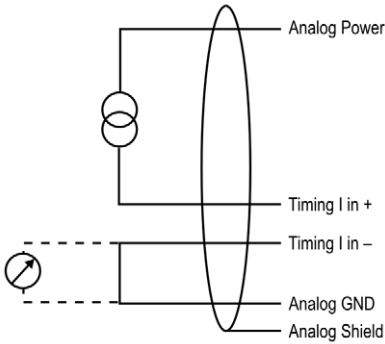 Analog Power
Timing I in +
Timing I in –
Analog GND
Analog Shield